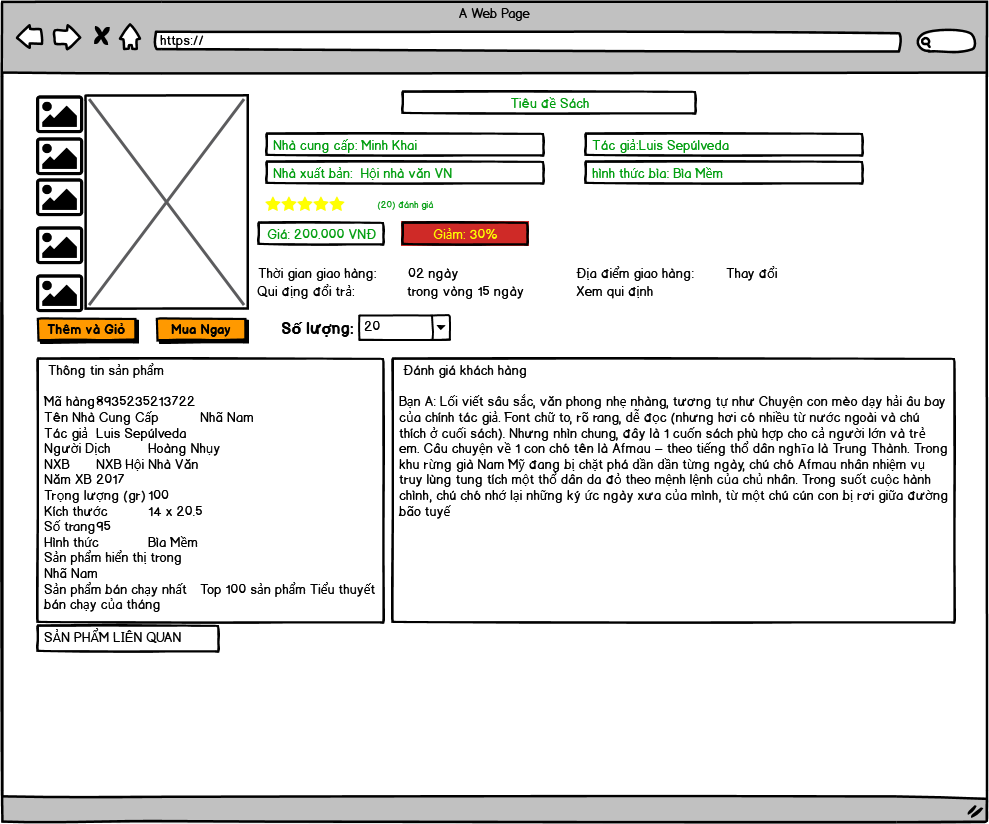 A Web Page
https://
Tiêu đề Sách
Nhà cung cấp: Minh Khai
Tác giả:Luis Sepúlveda
Nhà xuất bản: Hội nhà văn VN
hình thức bìa: Bìa Mềm
(20) đánh giá
Giá: 200.000 VNĐ
Giảm: 30%
Thời gian giao hàng: 02 ngày
Địa điểm giao hàng: Thay đổi
Qui định đổi trả: trong vòng 15 ngày
Xem qui định
Thêm và Giỏ
Mua Ngay
Số lượng: 20
Thông tin sản phẩm
Mã hàng8935235213722
Tên Nhà Cung Cấp Nhã Nam
Tác giả Luis Sepúlveda
Người Dịch Hoàng Nhụy
NXB NXB Hội Nhà Văn
Năm XB 2017
Trọng lượng (gr) 100
Kích thước 14 x 20.5
Số trang95
Hình thức Bìa Mềm
Sản phẩm hiển thị trong
Nhã Nam
Sản phẩm bán chạy nhất Top 100 sản phẩm Tiểu thuyết
bán chạy của tháng
Đánh giá khách hàng
Bạn A: Lối viết sâu sắc, văn phong nhẹ nhàng, tương tự như Chuyện con mèo dạy hải âu bay
của chính tác giả. Font chữ to, rõ rang, dễ đọc (nhưng hơi có nhiều từ nước ngoài và chú
thích ở cuối sách). Nhưng nhìn chung, đây là 1 cuốn sách phù hợp cho cả người lớn và trẻ
em. Câu chuyện về 1 con chó tên là Afmau – theo tiếng thổ dân nghĩa là Trung Thành. Trong
khu rừng già Nam Mỹ đang bị chặt phá dần dần từng ngày, chú chó Afmau nhân nhiệm vụ
truy lùng tung tích một thổ dân da đỏ theo mệnh lệnh của chủ nhân. Trong suốt cuộc hành
chình, chú chó nhớ lại những ký ức ngày xưa của mình, từ một chú cún con bị rơi giữa đường
bão tuyế
SẢN PHẨM LIÊN QUAN